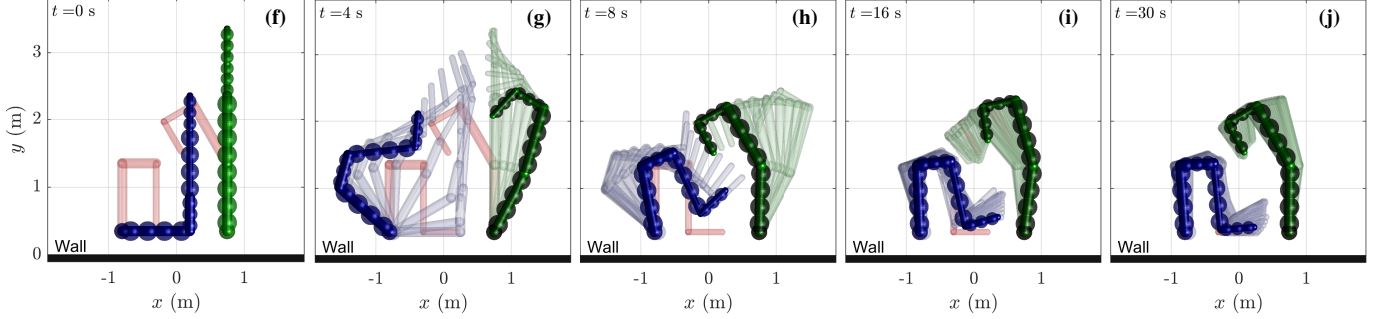 t =0 s (f) t=4 s (g) t=8 s (h) t=16 s (i) t=30 s (j)
3
2
1
0
y (m)
Wall Wall Wall Wall Wall
-1 0 1 -1 0 1 -1 0 1 -1 0 1 -1 0 1
x (m) x (m) x (m) x (m) x (m)